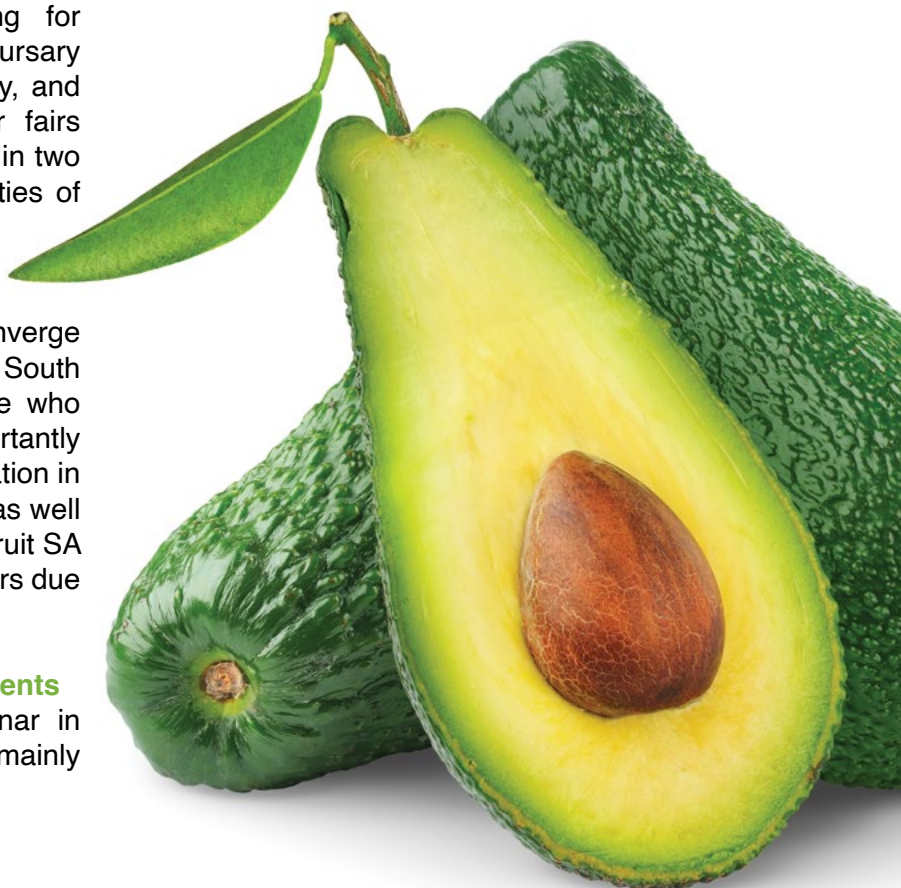 ng for
ursary
y, and
r fairs
in two
ties of
nverge
South
e who
rtantly
ation in
as well
ruit SA
rs due
ents
nar in
mainly